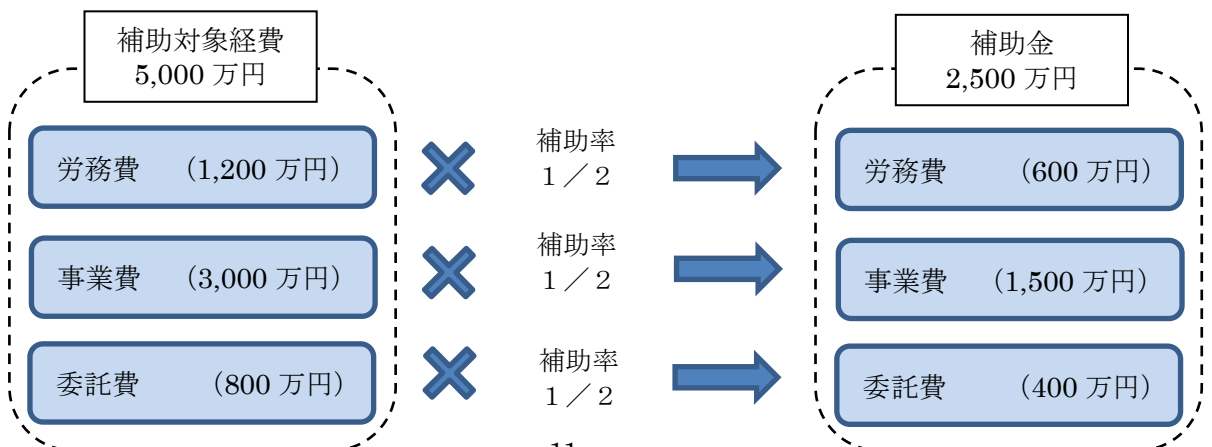 補助対象経費
5,000 万円
補助金
2,500 万円
労務費 （1,200 万円）
補助率
１／２
労務費 （600 万円）
事業費 （3,000 万円）
補助率
１／２
事業費 （1,500 万円）
委託費 （800 万円）
補助率
１／２
委託費 （400 万円）